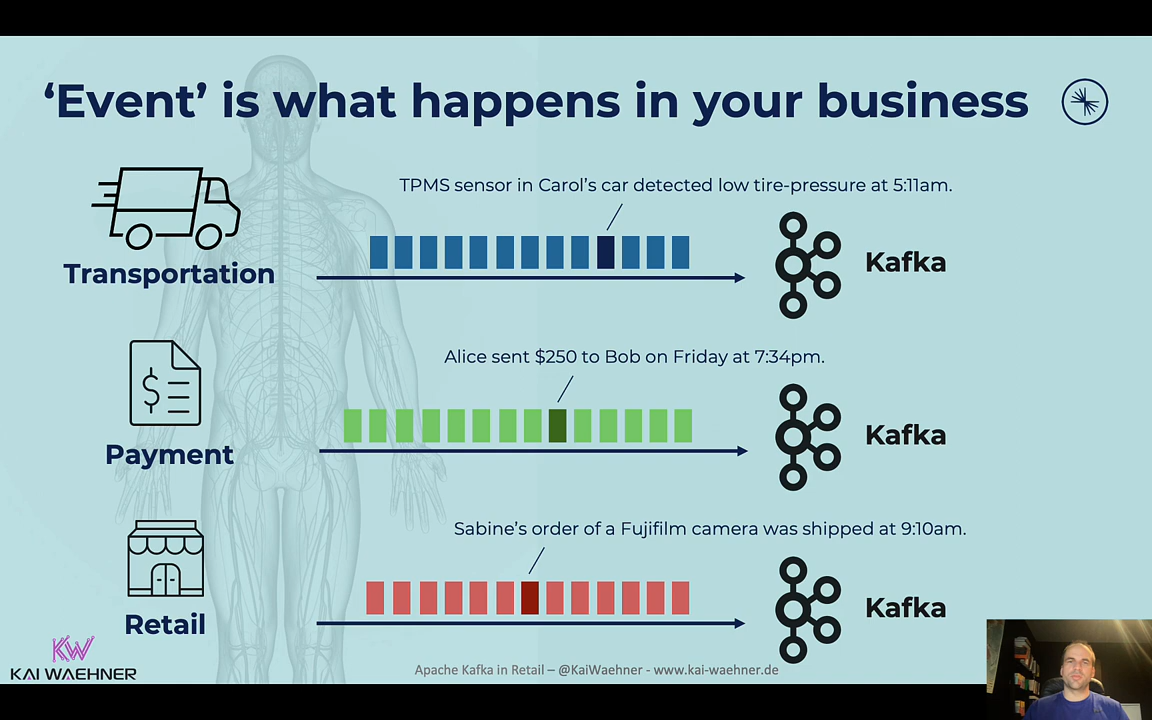 ‘Event’ is what happens in your business
TPMS sensor in Carol’s car detected low tire-pressure at 5:11am.
Transportation
Kafka
Alice sent $250 to Bob on Friday at 7:34pm.
$
Payment
Kafka
Sabine’s order of a Fujifilm camera was shipped at 9:10am.
Retail
Kafka
KW
KAI WAEHNER
Apache Kafka in Retail – @KaiWaehner - www.kai-waehner.de